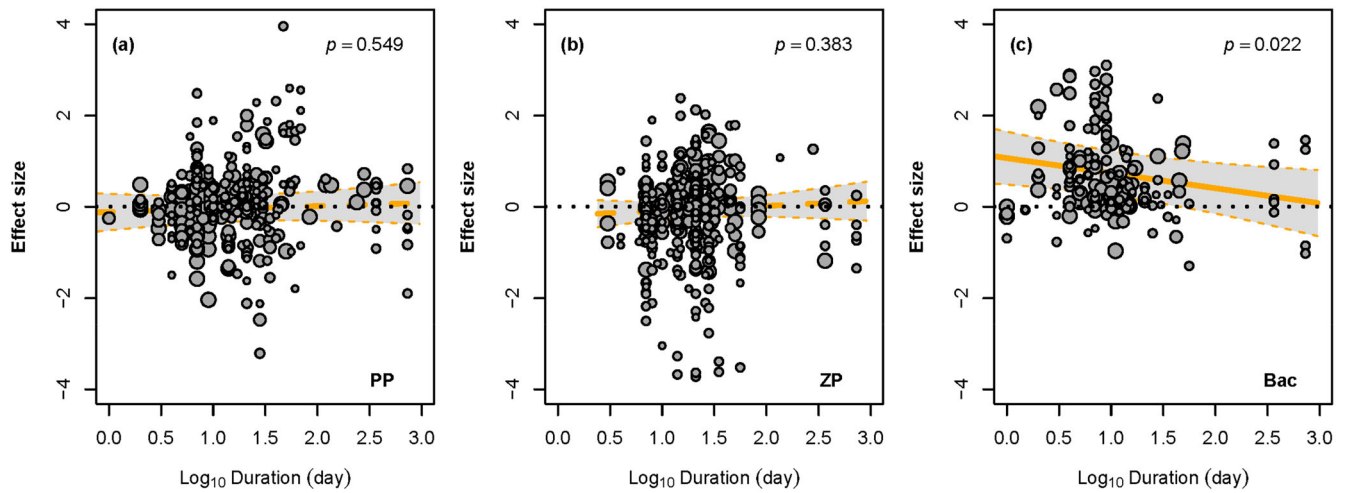 (a)
p = 0.549
4
2
0
−2
−4
Effect size
PP
0.0 0.5 1.0 1.5 2.0 2.5 3.0
Log10 Duration (day)
(b)
p = 0.383
4
2
0
−2
−4
Effect size
ZP
0.0 0.5 1.0 1.5 2.0 2.5 3.0
Log10 Duration (day)
(c)
p = 0.022
4
2
0
−2
−4
Effect size
Bac
0.0 0.5 1.0 1.5 2.0 2.5 3.0
Log10 Duration (day)